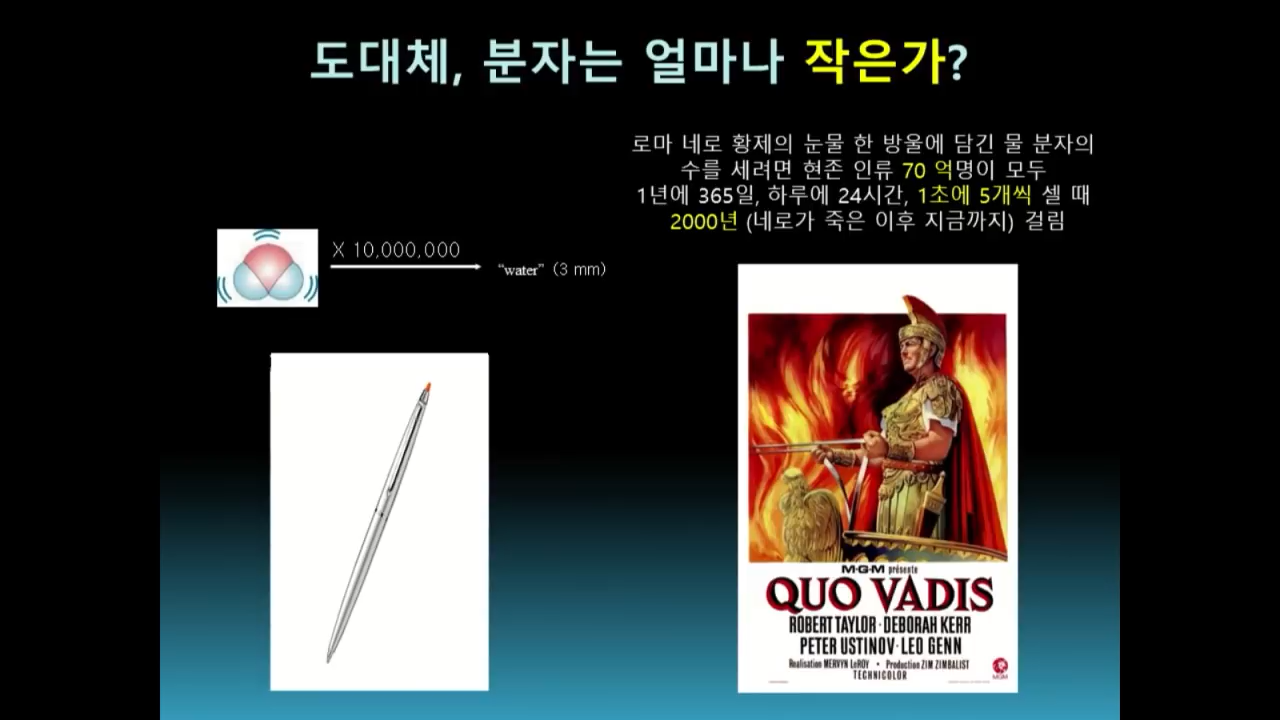 도대체, 분자는 얼마나 작은가?
로마 네로 황제의 눈물 한 방울에 담긴 물 분자의
수를 세려면 현존 인류 70 억명이 모두
1년에 365일, 하루에 24시간, 1초에 5개씩 셀 때
2000년 (네로가 죽은 이후 지금까지) 걸림
X 10,000,000
“water” (3 mm)
M-G-M présente
QUO VADIS
ROBERT TAYLOR · DEBORAH KERR
PETER USTINOV · LEO GENN
Realisation MERVYN LeROY • Production ZIM ZIMBALIST
TECHNICOLOR
MGM